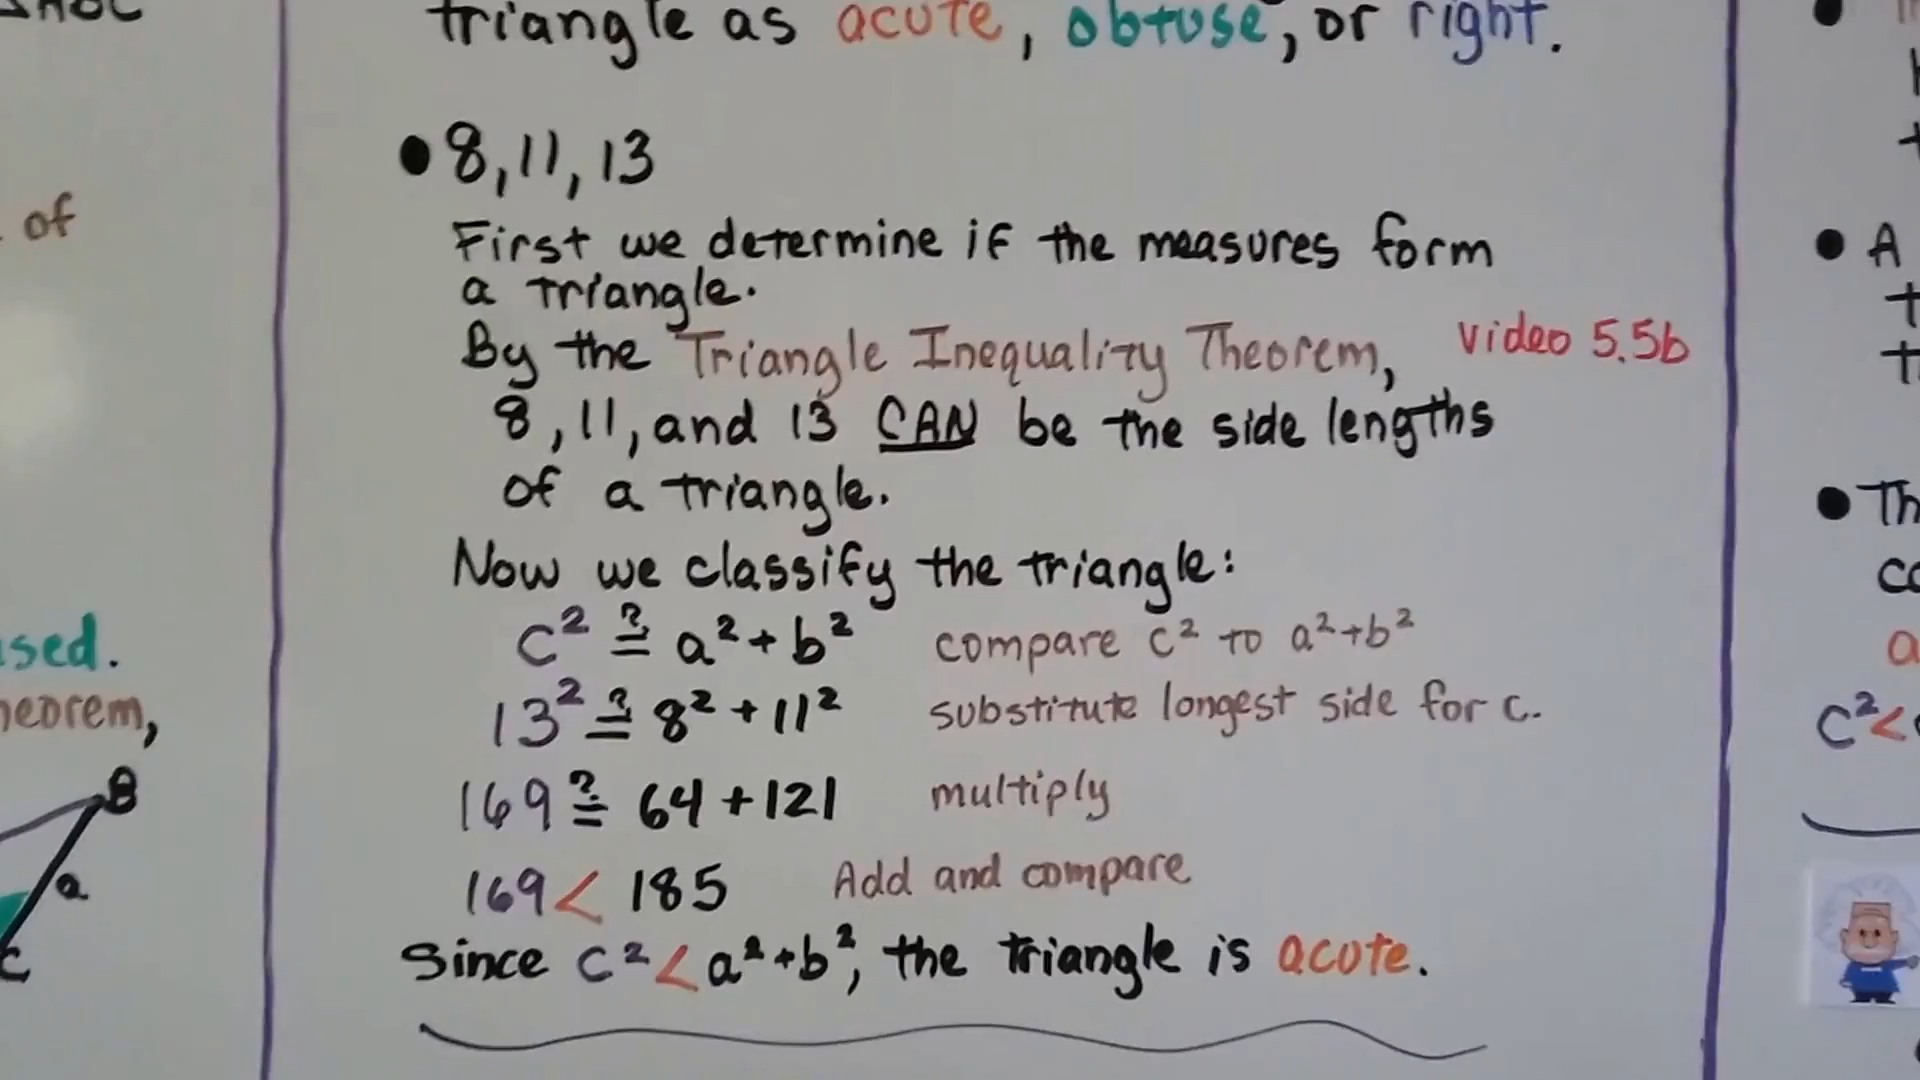 of
sed.
eorem,
B
a
C
triangle as acute, obtuse, or right.
• 8, 11, 13
First we determine if the measures form
a triangle.
By the Triangle Inequality Theorem, video 5.5b
8, 11, and 13 CAN be the side lengths
of a triangle.
Now we classify the triangle:
c² ≟ a² + b² compare c² to a²+b²
13² ≟ 8² + 11² substitute longest side for c.
169 ≟ 64 + 121 multiply
169 < 185 Add and compare
Since c² < a² + b², the triangle is acute.
• A
• Th
c² <